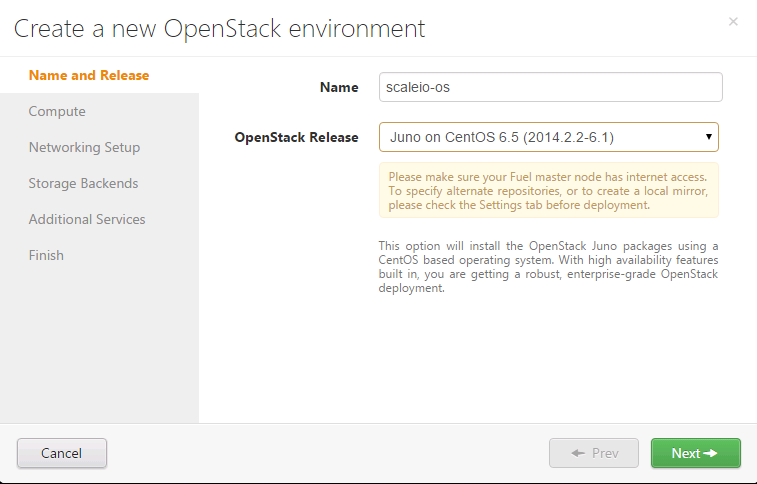 Create a new OpenStack environment
×
Name and Release
Compute
Networking Setup
Storage Backends
Additional Services
Finish
Name
scaleio-os
OpenStack Release
Juno on CentOS 6.5 (2014.2.2-6.1)
Please make sure your Fuel master node has internet access.
To specify alternate repositories, or to create a local mirror,
please check the Settings tab before deployment.
This option will install the OpenStack Juno packages using a
CentOS based operating system. With high availability features
built in, you are getting a robust, enterprise-grade OpenStack
deployment.
Cancel
Prev
Next